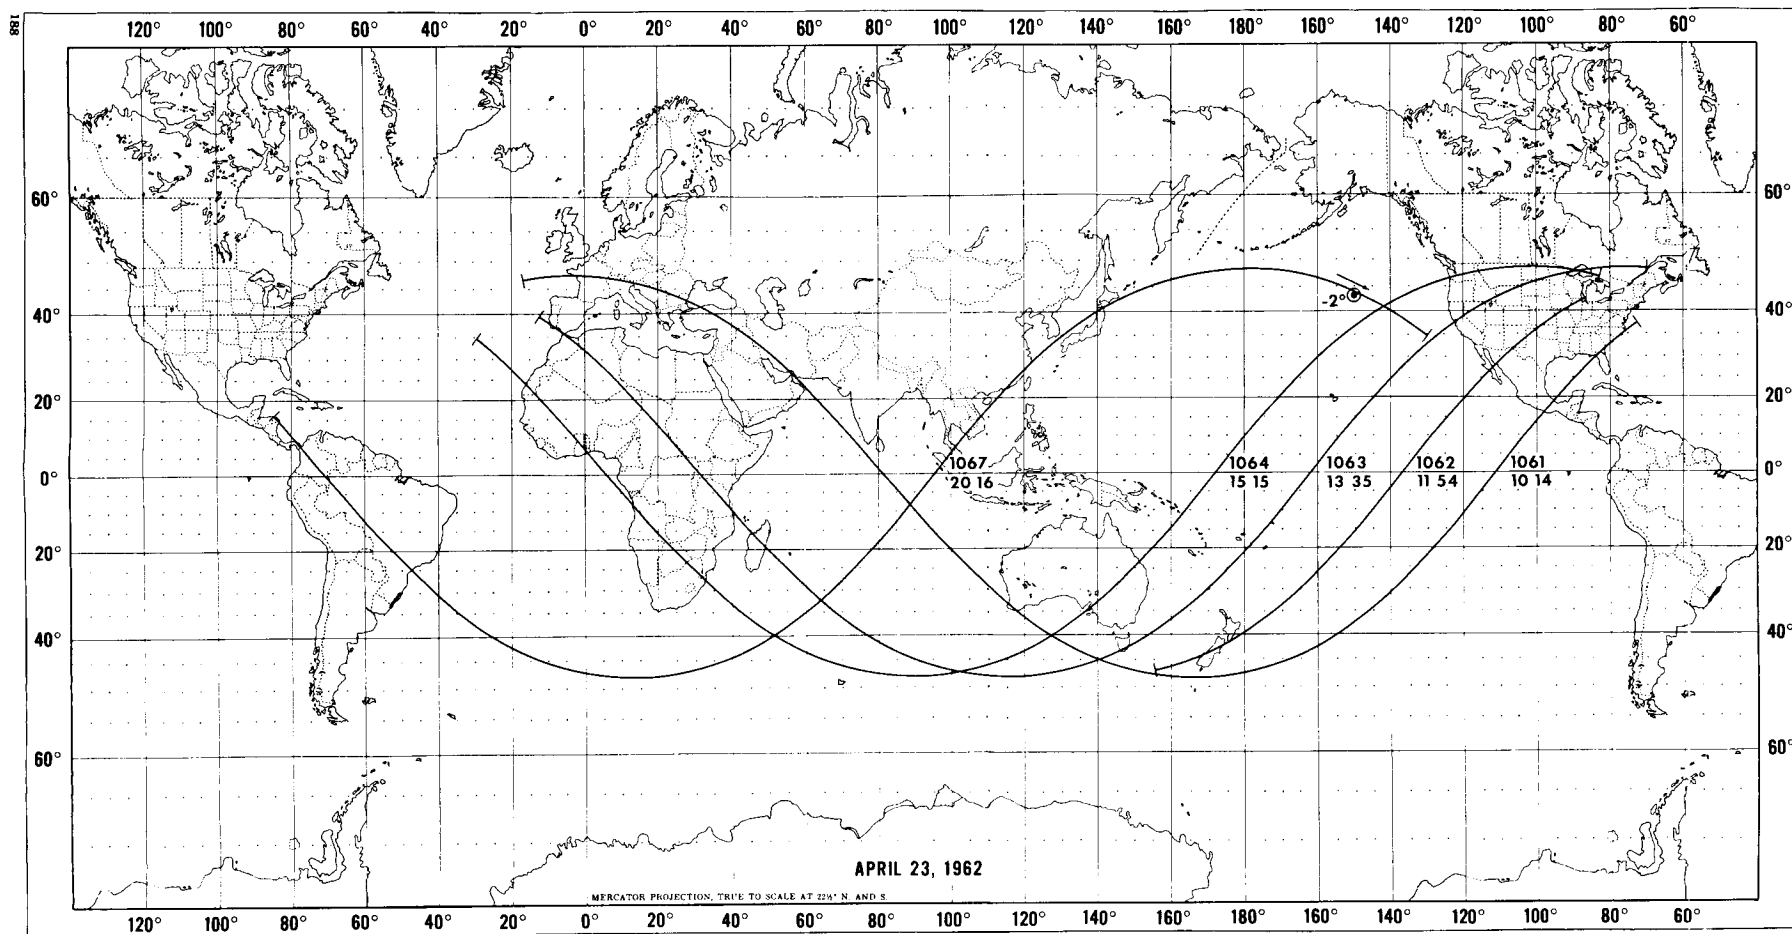 188
120° 100° 80° 60° 40° 20° 0° 20° 40° 60° 80° 100° 120° 140° 160° 180° 160° 140° 120° 100° 80° 60°
60° 60°
-2°
40° 40°
20° 20°
1067 1064 1063 1062 1061
0° 0°
20 16 15 15 13 35 11 54 10 14
20° 20°
40° 40°
60° 60°
APRIL 23, 1962
MERCATOR PROJECTION, TRUE TO SCALE AT 22½° N. AND S.
120° 100° 80° 60° 40° 20° 0° 20° 40° 60° 80° 100° 120° 140° 160° 180° 160° 140° 120° 100° 80° 60°